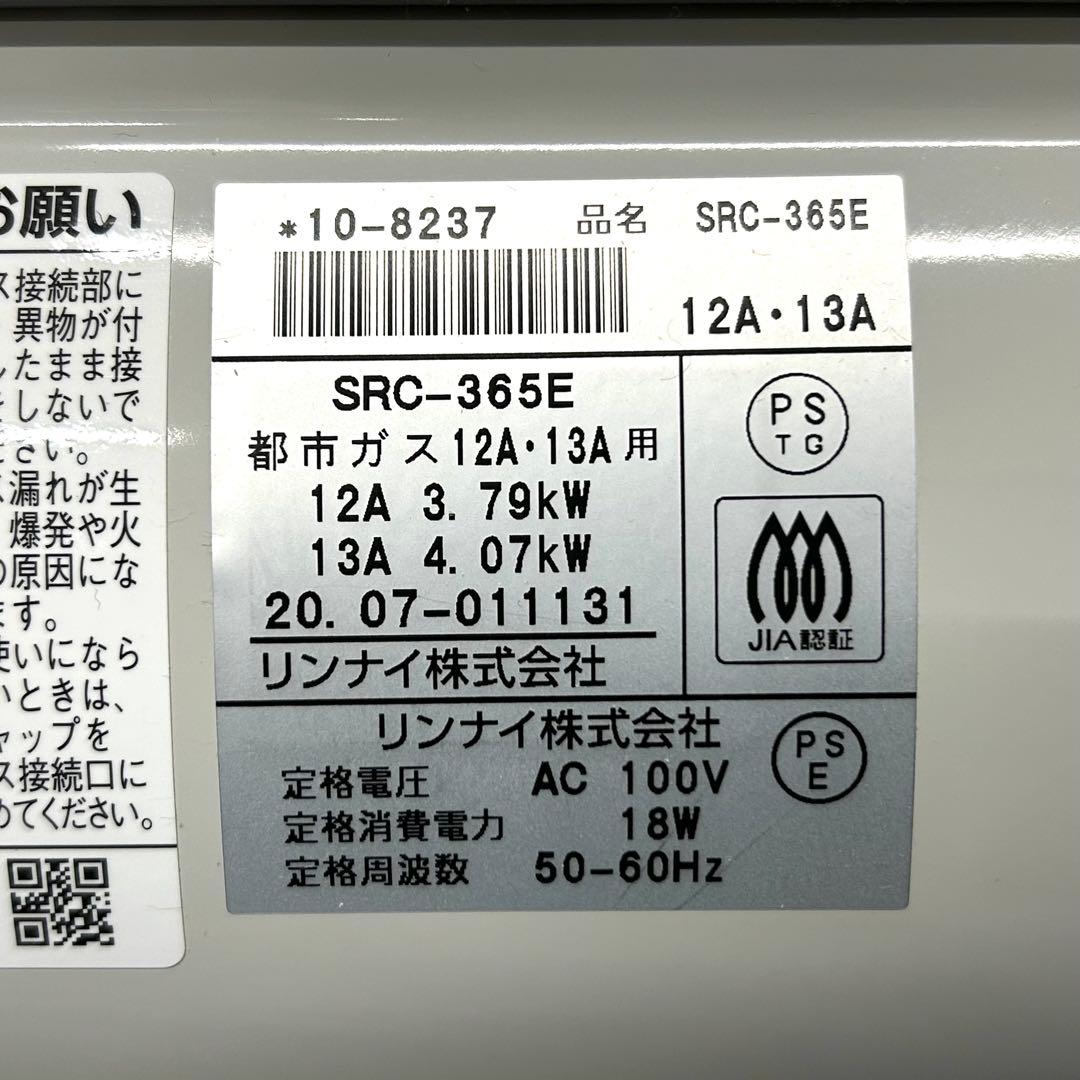 お願い
ス接続部に
異物が付
したまま接
をしないで
ださい。
ス漏れが生
爆発や火
の原因にな
ます。
使いになら
いときは、
ャップを
ス接続口に
めてください。
*10-8237 品名 SRC-365E
12A・13A
SRC-365E
都市ガス12A・13A用
12A 3.79kW
13A 4.07kW
20.07-011131
リンナイ株式会社
PS
TG
JIA認証
リンナイ株式会社
PS
E
定格電圧 AC 100V
定格消費電力 18W
定格周波数 50-60Hz